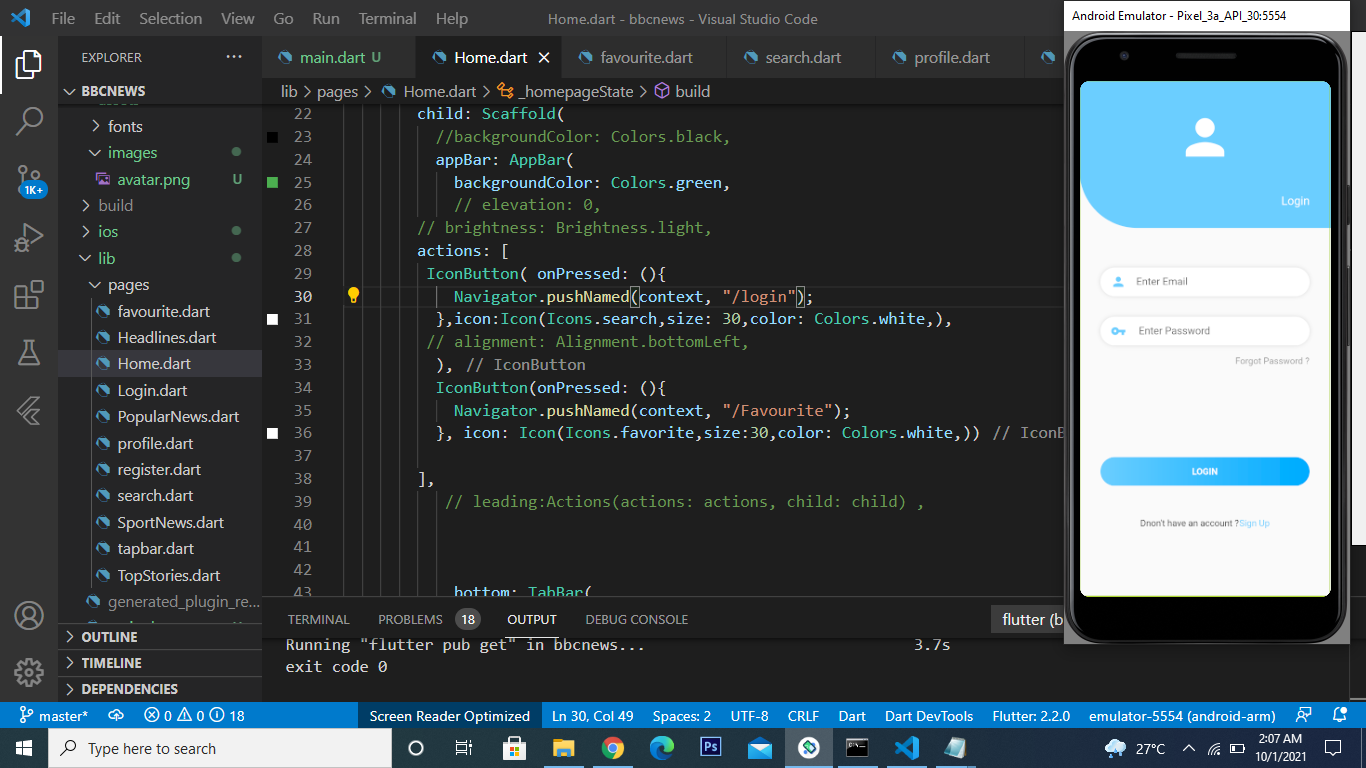 File Edit Selection View Go Run Terminal Help Home.dart - bbcnews - Visual Studio Code
Android Emulator - Pixel_3a_API_30:5554
EXPLORER ...
main.dart U Home.dart favourite.dart search.dart profile.dart
BBCNEWS
lib > pages > Home.dart > _homepageState > build
fonts
images
avatar.png U
build
ios
lib
pages
favourite.dart
Headlines.dart
Home.dart
Login.dart
PopularNews.dart
profile.dart
register.dart
search.dart
SportNews.dart
tapbar.dart
TopStories.dart
generated_plugin_re...
OUTLINE
TIMELINE
DEPENDENCIES
1K+
22 child: Scaffold(
23 //backgroundColor: Colors.black,
24 appBar: AppBar(
25 backgroundColor: Colors.green,
26 // elevation: 0,
27 // brightness: Brightness.light,
28 actions: [
29 IconButton( onPressed: (){
30 Navigator.pushNamed(context, "/login");
31 },icon:Icon(Icons.search,size: 30,color: Colors.white,),
32 // alignment: Alignment.bottomLeft,
33 ), // IconButton
34 IconButton(onPressed: (){
35 Navigator.pushNamed(context, "/Favourite");
36 }, icon: Icon(Icons.favorite,size:30,color: Colors.white,)) // IconB
37
38 ],
39 // leading:Actions(actions: actions, child: child) ,
40
41
42
43 bottom: TabBar(
TERMINAL PROBLEMS 18 OUTPUT DEBUG CONSOLE flutter (b
Running "flutter pub get" in bbcnews... 3.7s
exit code 0
Login
Enter Email
Enter Password
Forgot Password ?
LOGIN
Dnon't have an account ?Sign Up
master* 0 0 18 Screen Reader Optimized Ln 30, Col 49 Spaces: 2 UTF-8 CRLF Dart Dart DevTools Flutter: 2.2.0 emulator-5554 (android-arm)
Type here to search Ps 27°C 2:07 AM
10/1/2021